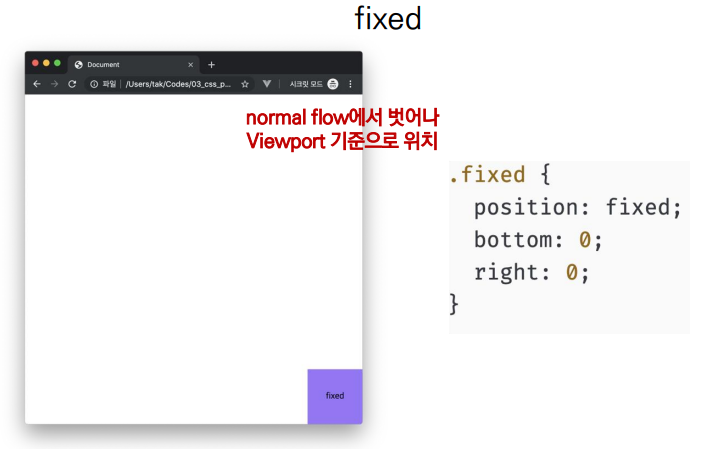 fixed
Document
파일 /Users/tak/Codes/03_css_p... 시크릿 모드
normal flow에서 벗어나
Viewport 기준으로 위치
.fixed {
position: fixed;
bottom: 0;
right: 0;
}
fixed